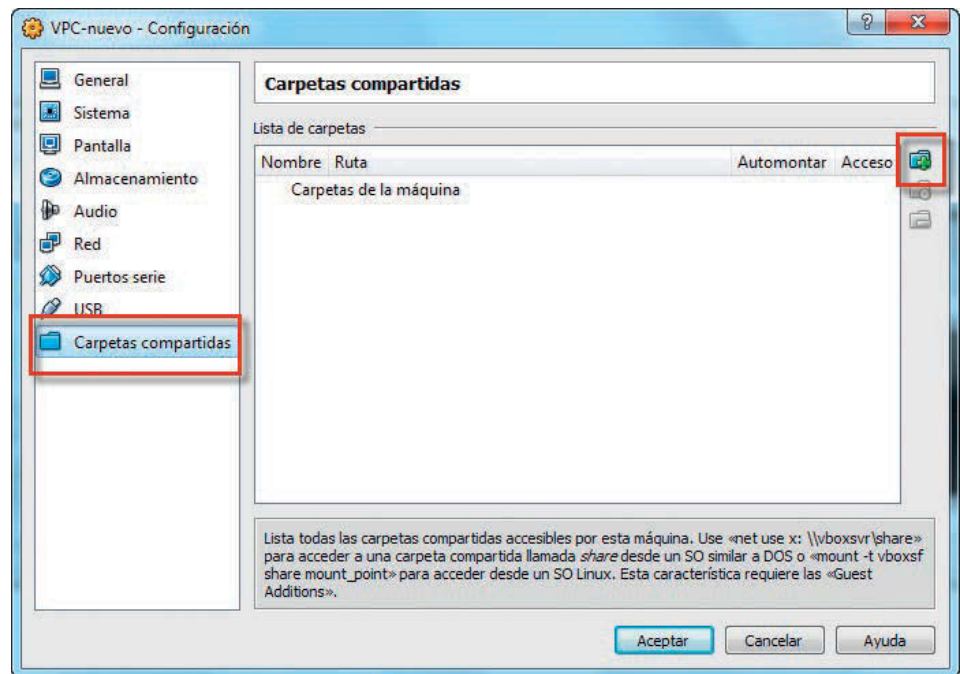 VPC-nuevo - Configuración
General
Sistema
Pantalla
Almacenamiento
Audio
Red
Puertos serie
USB
Carpetas compartidas
Carpetas compartidas
Lista de carpetas
Nombre Ruta Automontar Acceso
Carpetas de la máquina
Lista todas las carpetas compartidas accesibles por esta máquina. Use «net use x: \\vboxsvr\share»
para acceder a una carpeta compartida llamada share desde un SO similar a DOS o «mount -t vboxsf
share mount_point» para acceder desde un SO Linux. Esta característica requiere las «Guest
Additions».
Aceptar Cancelar Ayuda